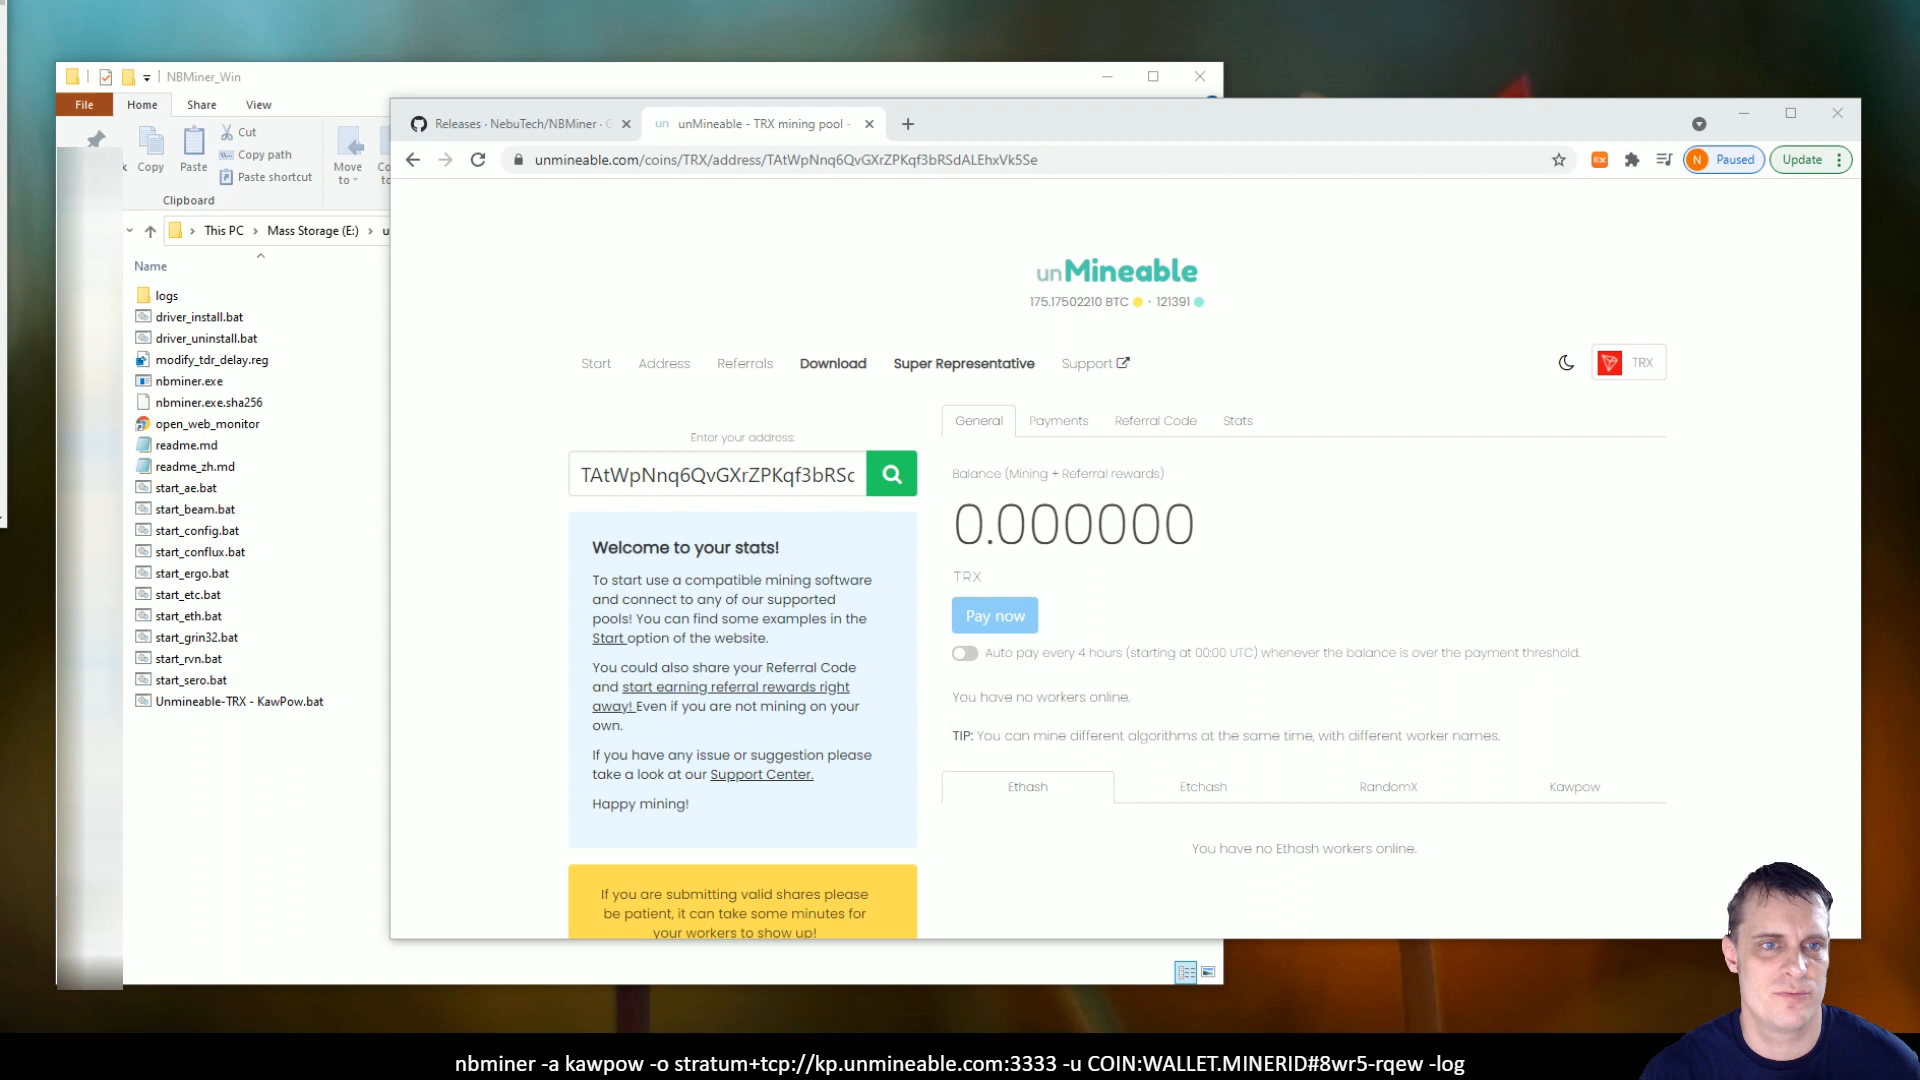 NBMiner_Win
File Home Share View
Copy
Paste
Cut
Copy path
Paste shortcut
Move to
Clipboard
This PC > Mass Storage (E:) >
Name
logs
driver_install.bat
driver_uninstall.bat
modify_tdr_delay.reg
nbminer.exe
nbminer.exe.sha256
open_web_monitor
readme.md
readme_zh.md
start_ae.bat
start_beam.bat
start_config.bat
start_conflux.bat
start_ergo.bat
start_etc.bat
start_eth.bat
start_grin32.bat
start_rvn.bat
start_sero.bat
Unmineable-TRX - KawPow.bat
Releases · NebuTech/NBMiner ·
un unMineable - TRX mining pool -
unmineable.com/coins/TRX/address/TAtWpNnq6QvGXrZPKqf3bRSdALEhxVk5Se
N Paused
Update
unMineable
175.17502210 BTC • 121391
Start Address Referrals Download Super Representative Support
TRX
Enter your address:
TAtWpNnq6QvGXrZPKqf3bRSc
Welcome to your stats!
To start use a compatible mining software
and connect to any of our supported
pools! You can find some examples in the
Start option of the website.
You could also share your Referral Code
and start earning referral rewards right
away! Even if you are not mining on your
own.
If you have any issue or suggestion please
take a look at our Support Center.
Happy mining!
If you are submitting valid shares please
be patient, it can take some minutes for
your workers to show up!
General Payments Referral Code Stats
Balance (Mining + Referral rewards)
0.000000
TRX
Pay now
Auto pay every 4 hours (starting at 00:00 UTC) whenever the balance is over the payment threshold.
You have no workers online.
TIP: You can mine different algorithms at the same time, with different worker names.
Ethash Etchash RandomX Kawpow
You have no Ethash workers online.
nbminer -a kawpow -o stratum+tcp://kp.unmineable.com:3333 -u COIN:WALLET.MINERID#8wr5-rqew -log